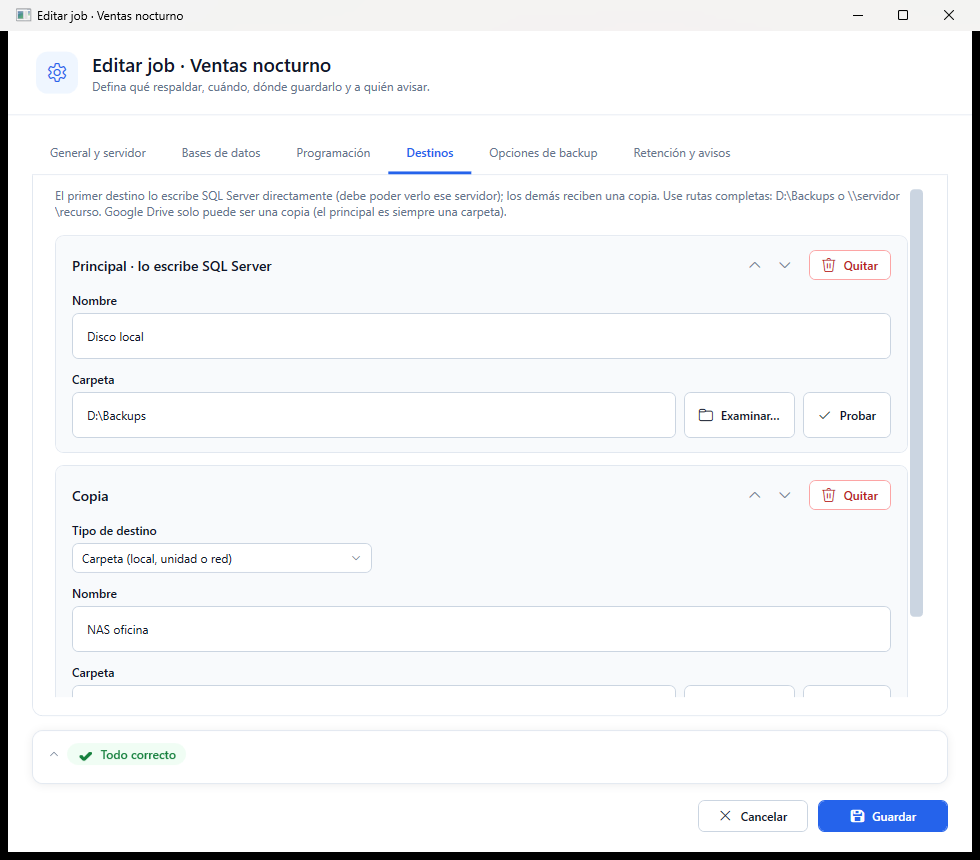 Editar job · Ventas nocturno
Editar job · Ventas nocturno
Defina qué respaldar, cuándo, dónde guardarlo y a quién avisar.
General y servidor
Bases de datos
Programación
Destinos
Opciones de backup
Retención y avisos
El primer destino lo escribe SQL Server directamente (debe poder verlo ese servidor); los demás reciben una copia. Use rutas completas: D:\Backups o \\servidor
\recurso. Google Drive solo puede ser una copia (el principal es siempre una carpeta).
Principal · lo escribe SQL Server
Quitar
Nombre
Disco local
Carpeta
D:\Backups
Examinar...
Probar
Copia
Quitar
Tipo de destino
Carpeta (local, unidad o red)
Nombre
NAS oficina
Carpeta
Todo correcto
Cancelar
Guardar